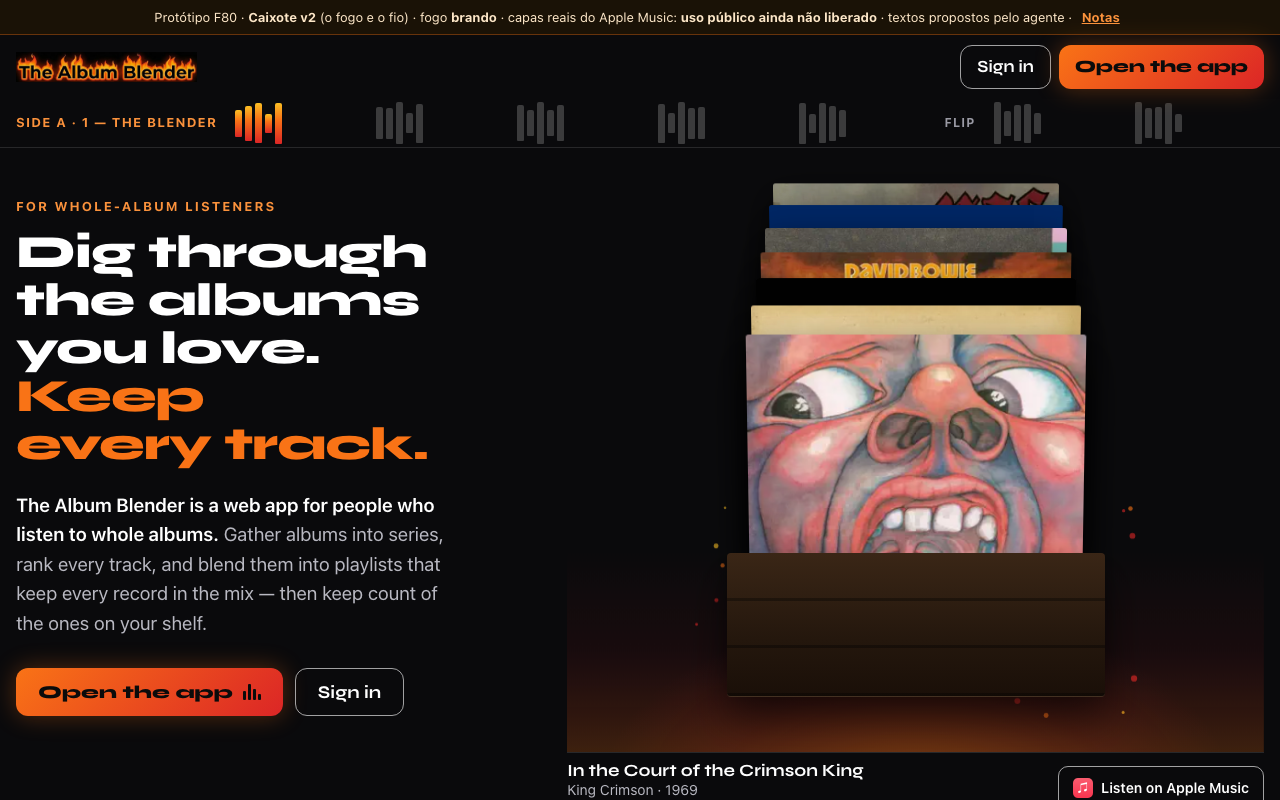 Protótipo F80 · Caixote v2 (o fogo e o fio) · fogo brando · capas reais do Apple Music: uso público ainda não liberado · textos propostos pelo agente · Notas
The Album Blender
Sign in
Open the app
SIDE A · 1 — THE BLENDER
FLIP
FOR WHOLE-ALBUM LISTENERS
Dig through
the albums
you love.
Keep
every track.
The Album Blender is a web app for people who
listen to whole albums. Gather albums into series,
rank every track, and blend them into playlists that
keep every record in the mix — then keep count of
the ones on your shelf.
Open the app
Sign in
DAVIDBOWIE
In the Court of the Crimson King
King Crimson · 1969
Listen on Apple Music